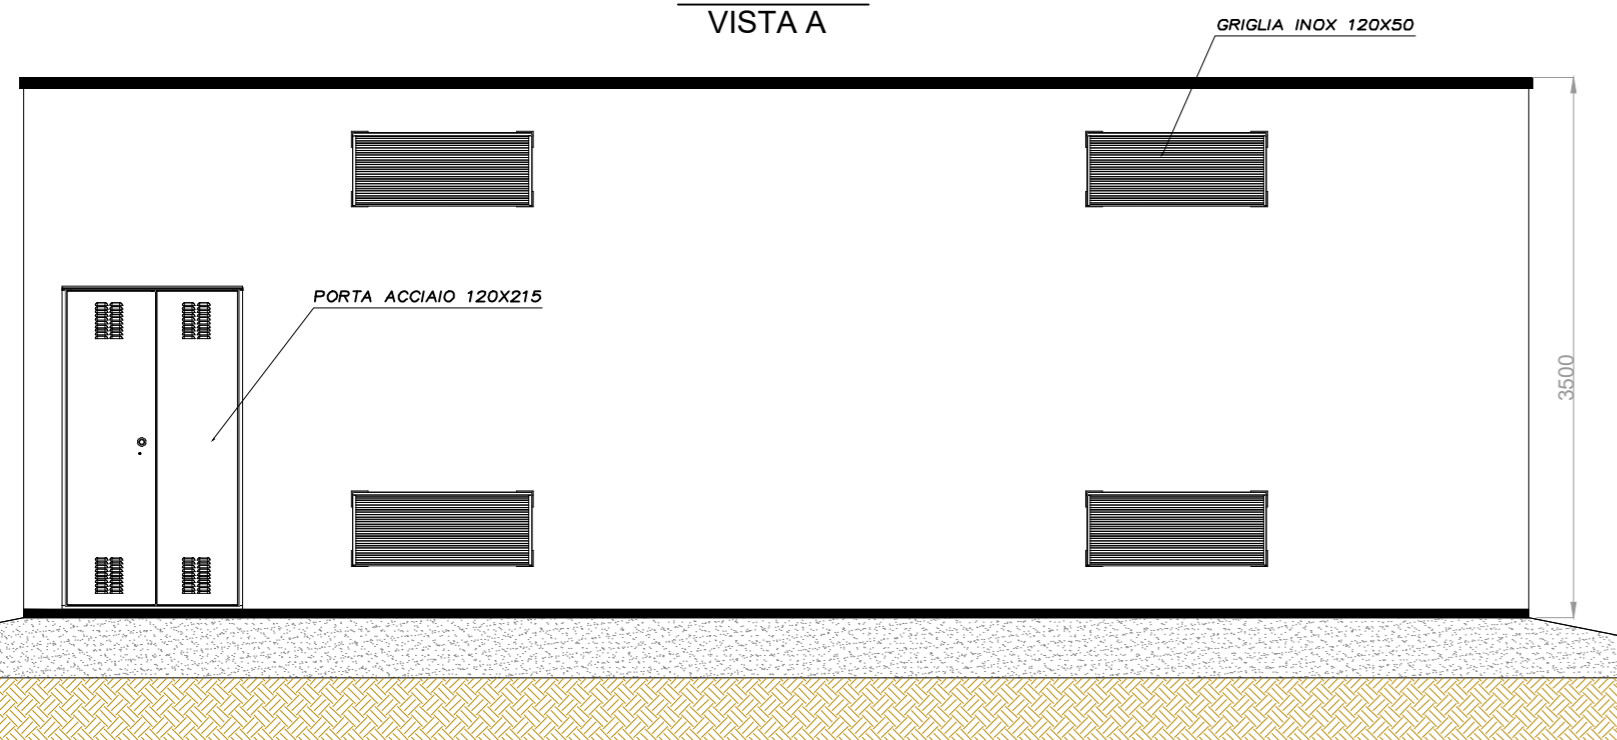 VISTA A
GRIGLIA INOX 120X50
PORTA ACCIAIO 120X215
3500